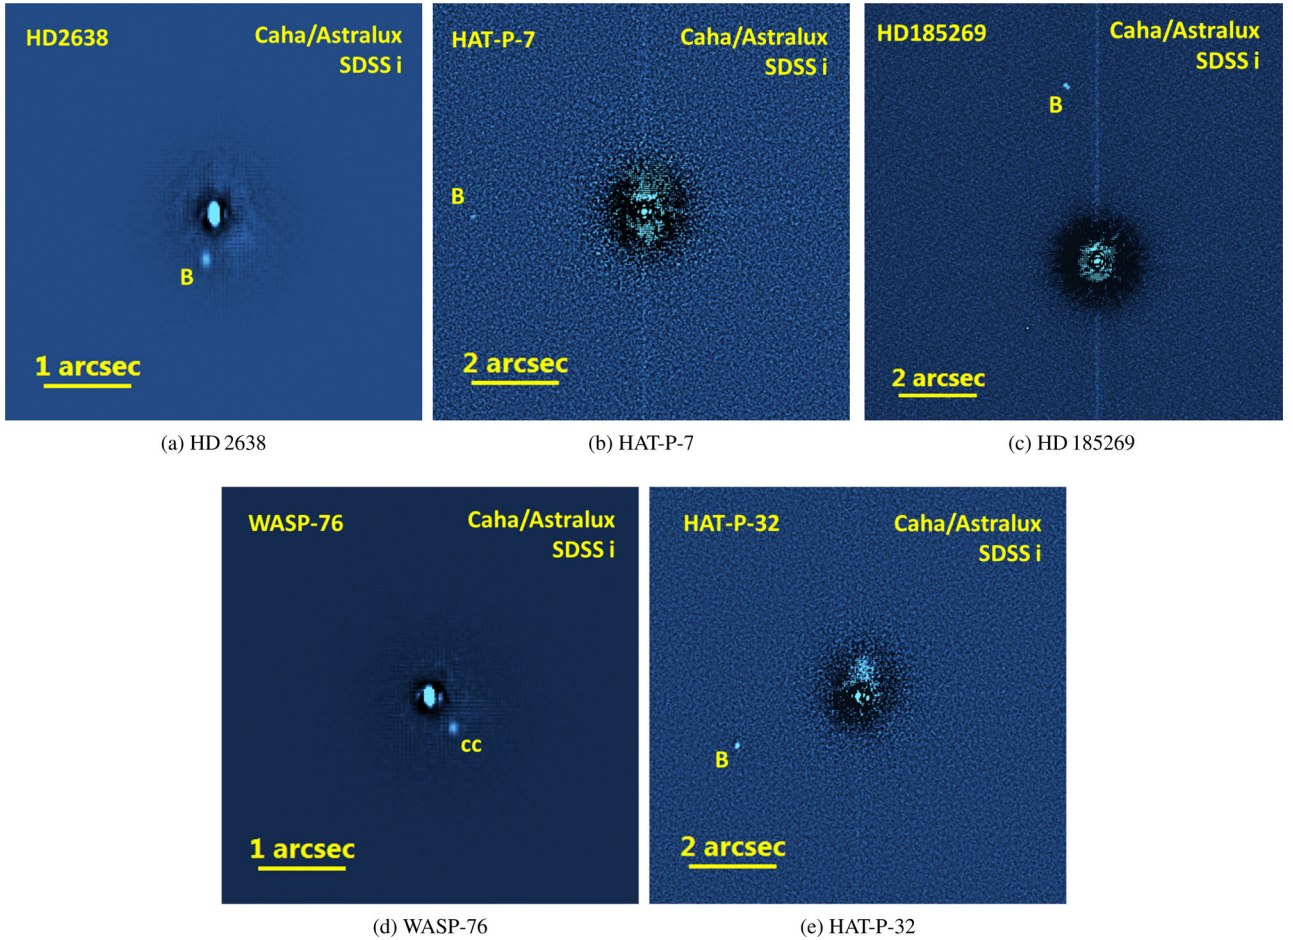 HD2638
Caha/Astralux
SDSS i
B
1 arcsec
(a) HD 2638
HAT-P-7
Caha/Astralux
SDSS i
B
2 arcsec
(b) HAT-P-7
HD185269
Caha/Astralux
SDSS i
B
2 arcsec
(c) HD 185269
WASP-76
Caha/Astralux
SDSS i
cc
1 arcsec
(d) WASP-76
HAT-P-32
Caha/Astralux
SDSS i
B
2 arcsec
(e) HAT-P-32